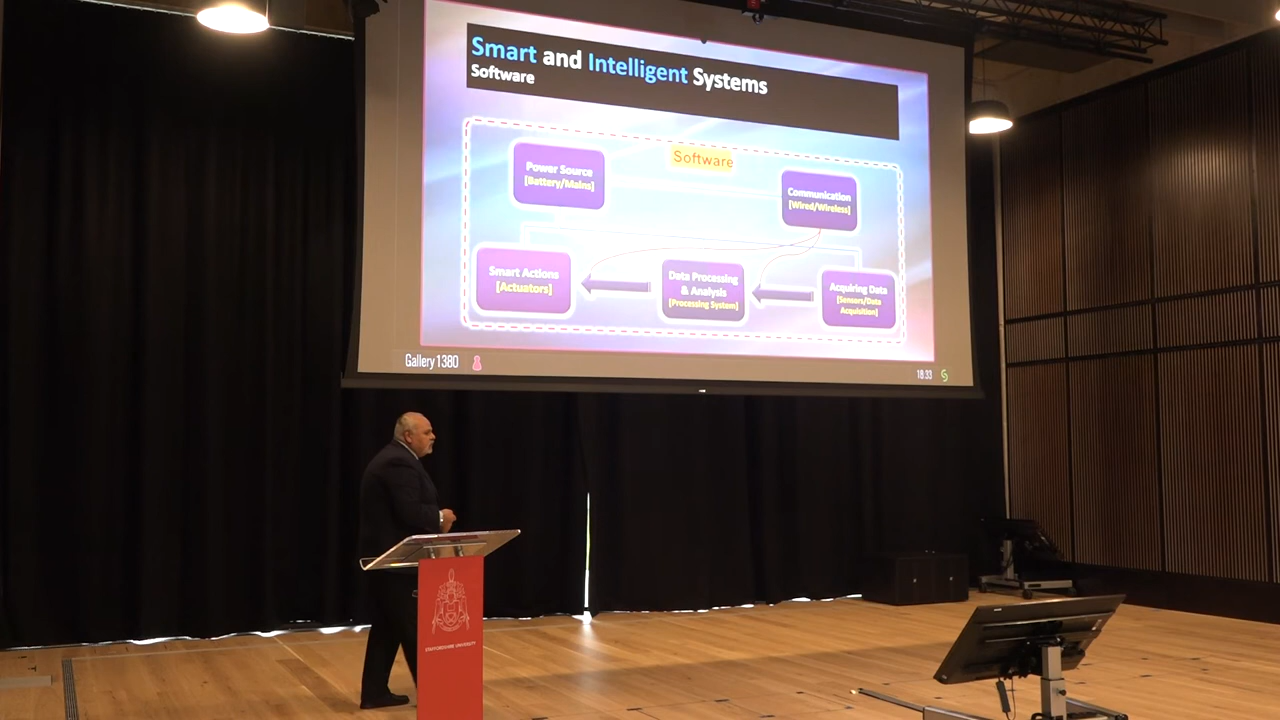 Smart and Intelligent Systems
Software
Software
Power Source
[Battery/Mains]
Communication
[Wired/Wireless]
Smart Actions
[Actuators]
Data Processing
& Analysis
[Processing System]
Acquiring Data
[Sensors/Data
Acquisition]
Gallery 1380
18:33
STAFFORDSHIRE UNIVERSITY